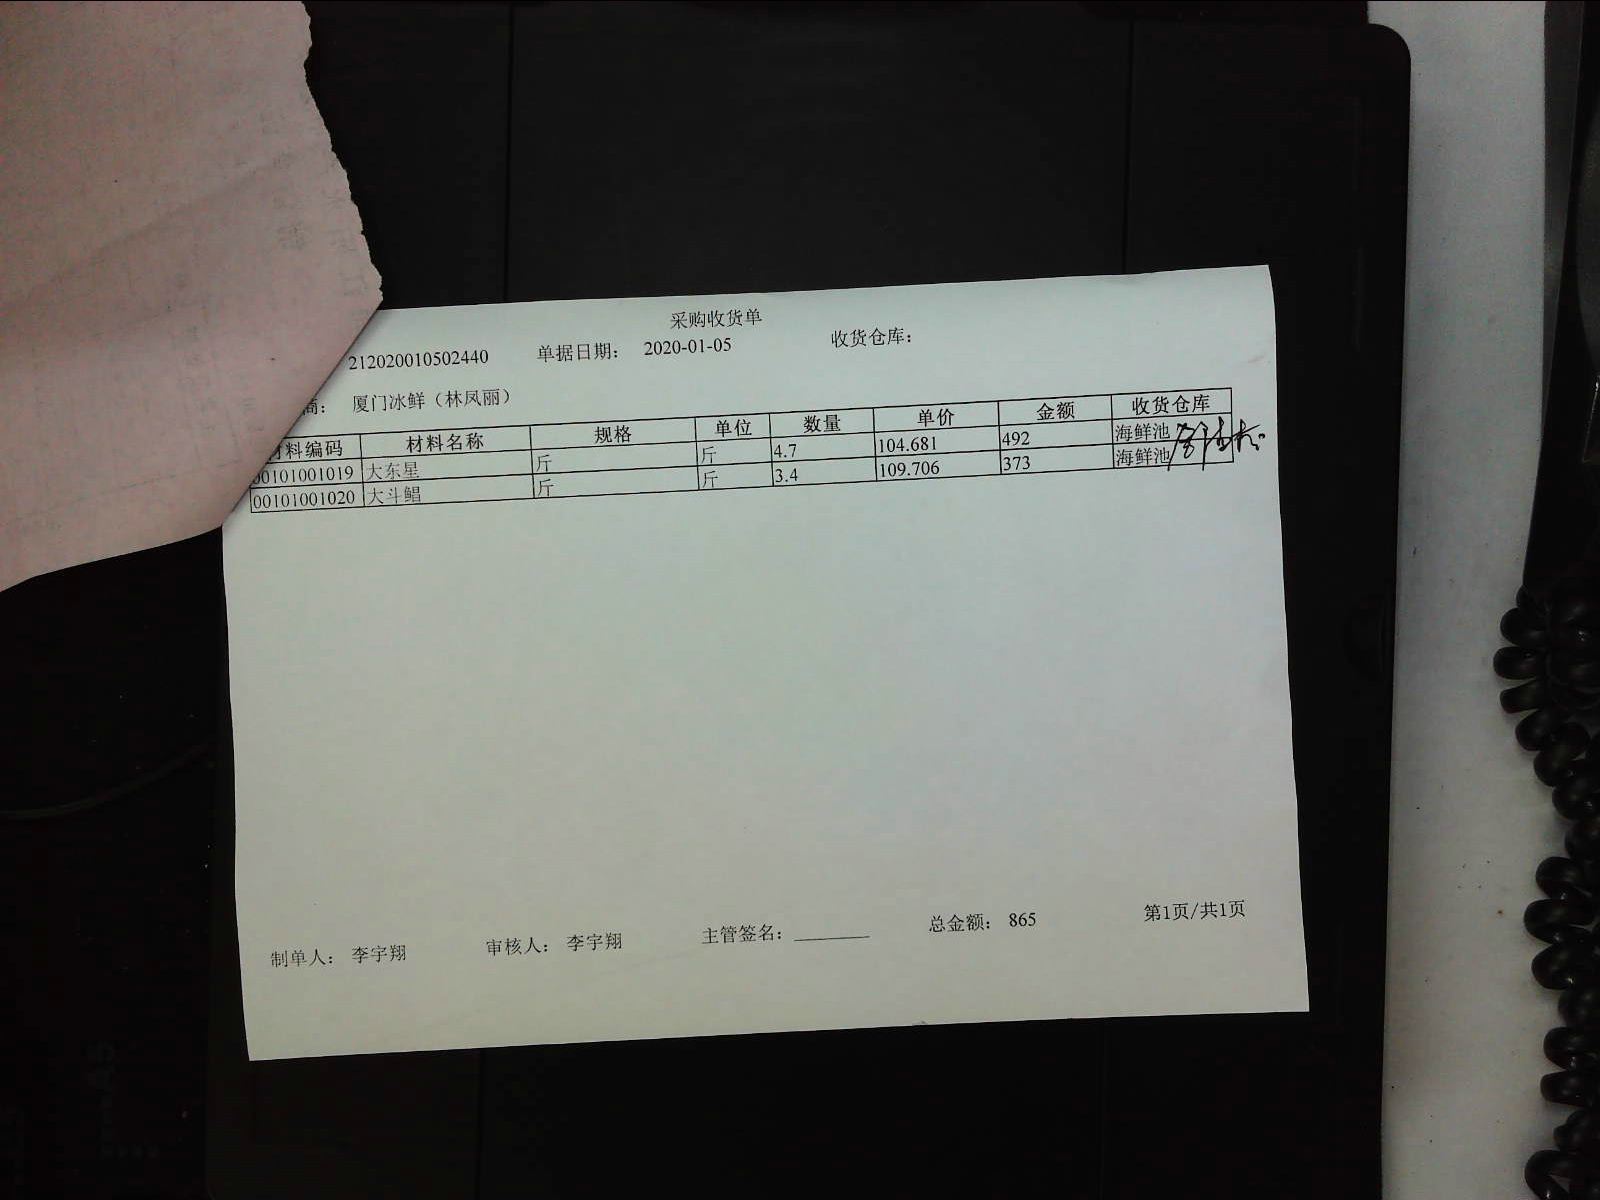 采购收货单
212020010502440 单据日期： 2020-01-05 收货仓库：
商： 厦门冰鲜（林凤丽）
材料编码 材料名称 规格 单位 数量 单价 金额 收货仓库
00101001019 大东星 斤 斤 4.7 104.681 492 海鲜池
00101001020 大斗鲳 斤 斤 3.4 109.706 373 海鲜池
制单人： 李宇翔 审核人： 李宇翔 主管签名： 总金额： 865 第1页/共1页